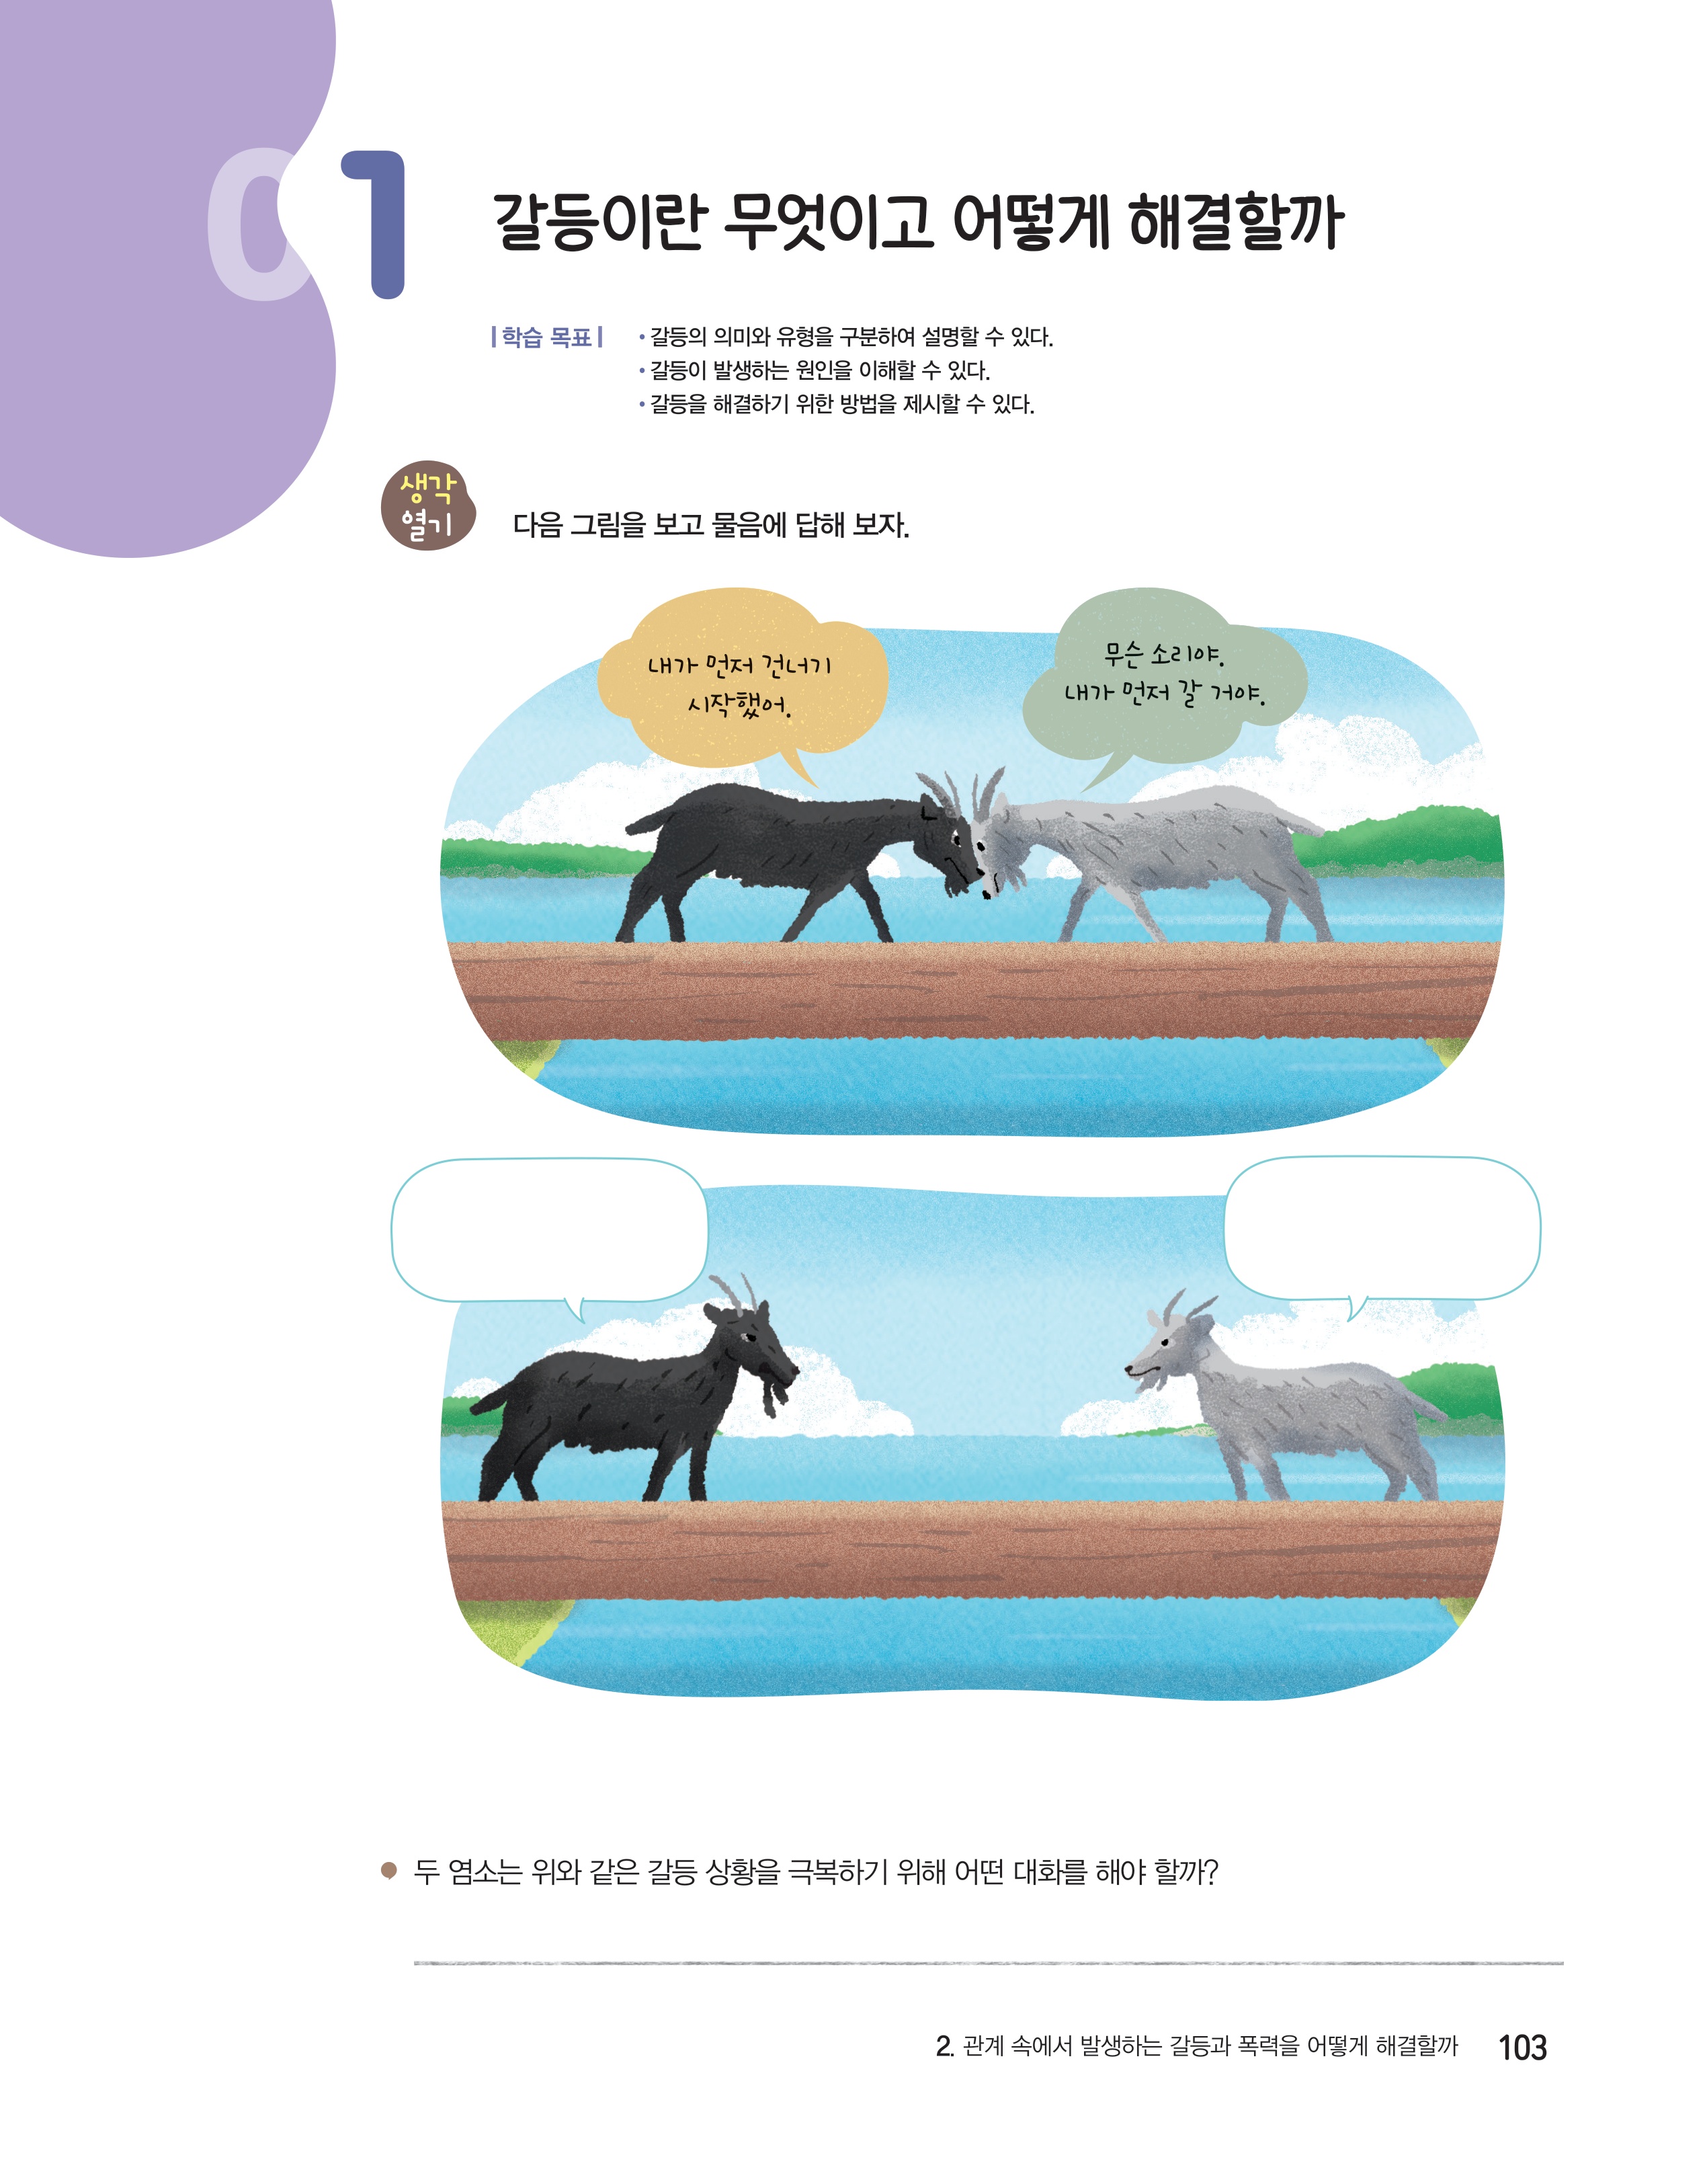 01
갈등이란 무엇이고 어떻게 해결할까
| 학습 목표 |
• 갈등의 의미와 유형을 구분하여 설명할 수 있다.
• 갈등이 발생하는 원인을 이해할 수 있다.
• 갈등을 해결하기 위한 방법을 제시할 수 있다.
생각
열기
다음 그림을 보고 물음에 답해 보자.
내가 먼저 건너기
시작했어.
무슨 소리야.
내가 먼저 갈 거야.
두 염소는 위와 같은 갈등 상황을 극복하기 위해 어떤 대화를 해야 할까?
2. 관계 속에서 발생하는 갈등과 폭력을 어떻게 해결할까 103